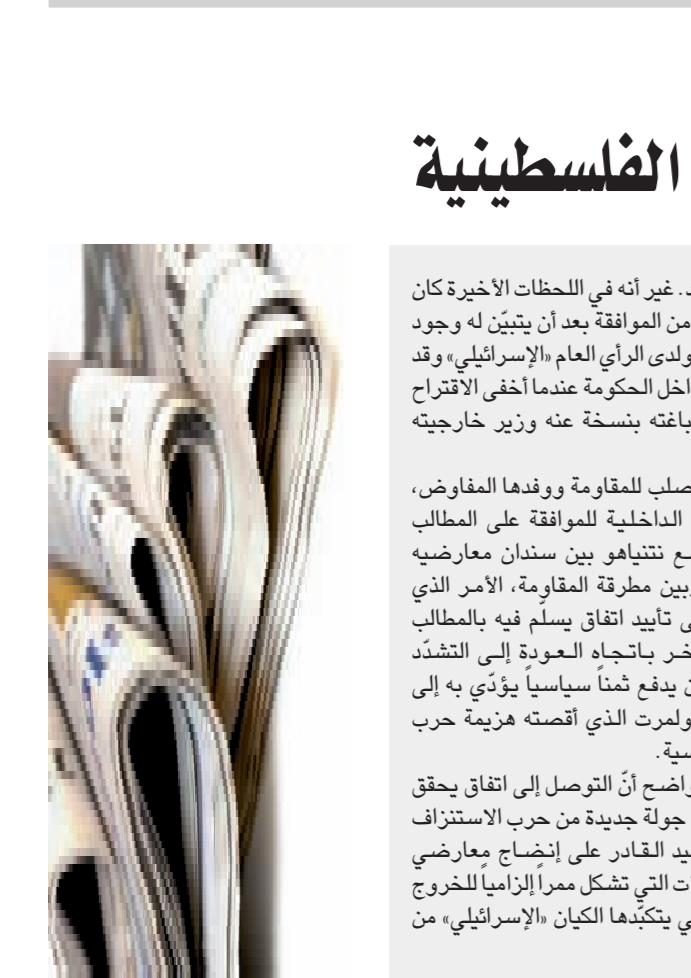 الفلسطينية
. غير أنه في اللحظات الأخيرة كان
من الموافقة بعد أن يتبيّن له وجود
ولدى الرأي العام «الإسرائيلي» وقد
اخل الحكومة عندما أخفى الاقتراح
باغته بنسخة عنه وزير خارجيته
صلب للمقاومة ووفدها المفاوض،
الداخلية للموافقة على المطالب
ـع نتنياهو بين سندان معارضيه
وبين مطرقة المقاومة، الأمر الذي
ى تأييد اتفاق يسلّم فيه بالمطالب
خر باتجاه العودة إلى التشدّد
ن يدفع ثمناً سياسياً يؤدّي به إلى
ولمرت الذي أقصته هزيمة حرب
سية.
واضح أنّ التوصل إلى اتفاق يحقق
جولة جديدة من حرب الاستنزاف
يد القادر على إنضاج معارضي
ات التي تشكل ممراً إلزامياً للخروج
ي يتكبّدها الكيان «الإسرائيلي» من